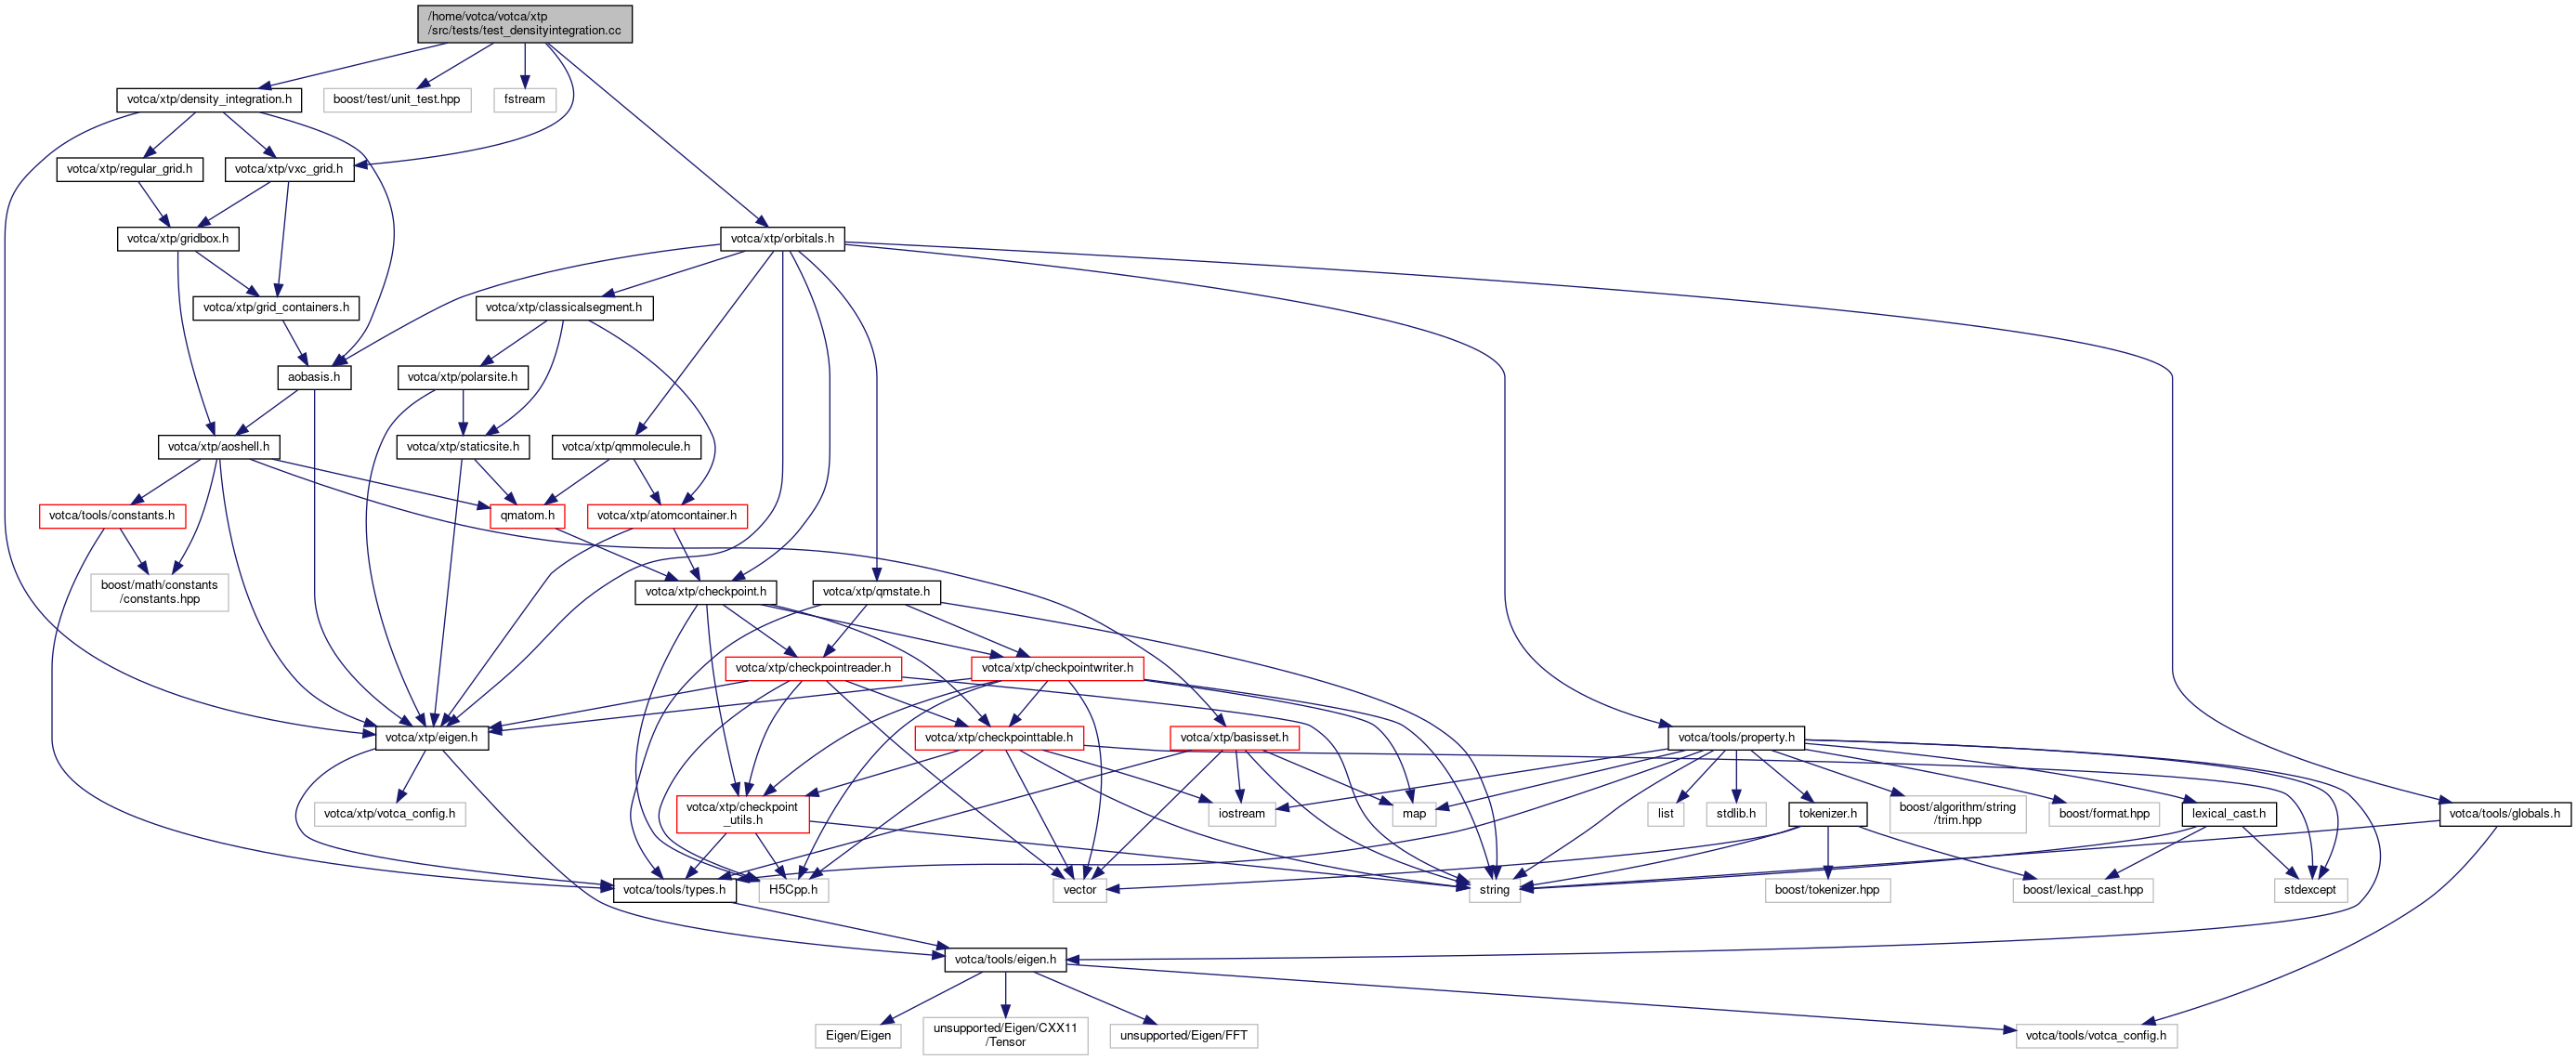 /home/votca/votca/xtp
/src/tests/test_densityintegration.cc
votca/xtp/density_integration.h
boost/test/unit_test.hpp
fstream
votca/xtp/regular_grid.h
votca/xtp/vxc_grid.h
votca/xtp/gridbox.h
votca/xtp/orbitals.h
votca/xtp/grid_containers.h
votca/xtp/classicalsegment.h
aobasis.h
votca/xtp/polarsite.h
votca/xtp/aoshell.h
votca/xtp/staticsite.h
votca/xtp/qmmolecule.h
votca/tools/constants.h
qmatom.h
votca/xtp/atomcontainer.h
boost/math/constants
/constants.hpp
votca/xtp/checkpoint.h
votca/xtp/qmstate.h
votca/xtp/checkpointreader.h
votca/xtp/checkpointwriter.h
votca/xtp/eigen.h
votca/xtp/checkpointtable.h
votca/xtp/basisset.h
votca/tools/property.h
votca/xtp/votca_config.h
votca/xtp/checkpoint
_utils.h
iostream
map
list
stdlib.h
tokenizer.h
boost/algorithm/string
/trim.hpp
boost/format.hpp
lexical_cast.h
votca/tools/globals.h
votca/tools/types.h
H5Cpp.h
vector
string
boost/tokenizer.hpp
boost/lexical_cast.hpp
stdexcept
votca/tools/eigen.h
Eigen/Eigen
unsupported/Eigen/CXX11
/Tensor
unsupported/Eigen/FFT
votca/tools/votca_config.h